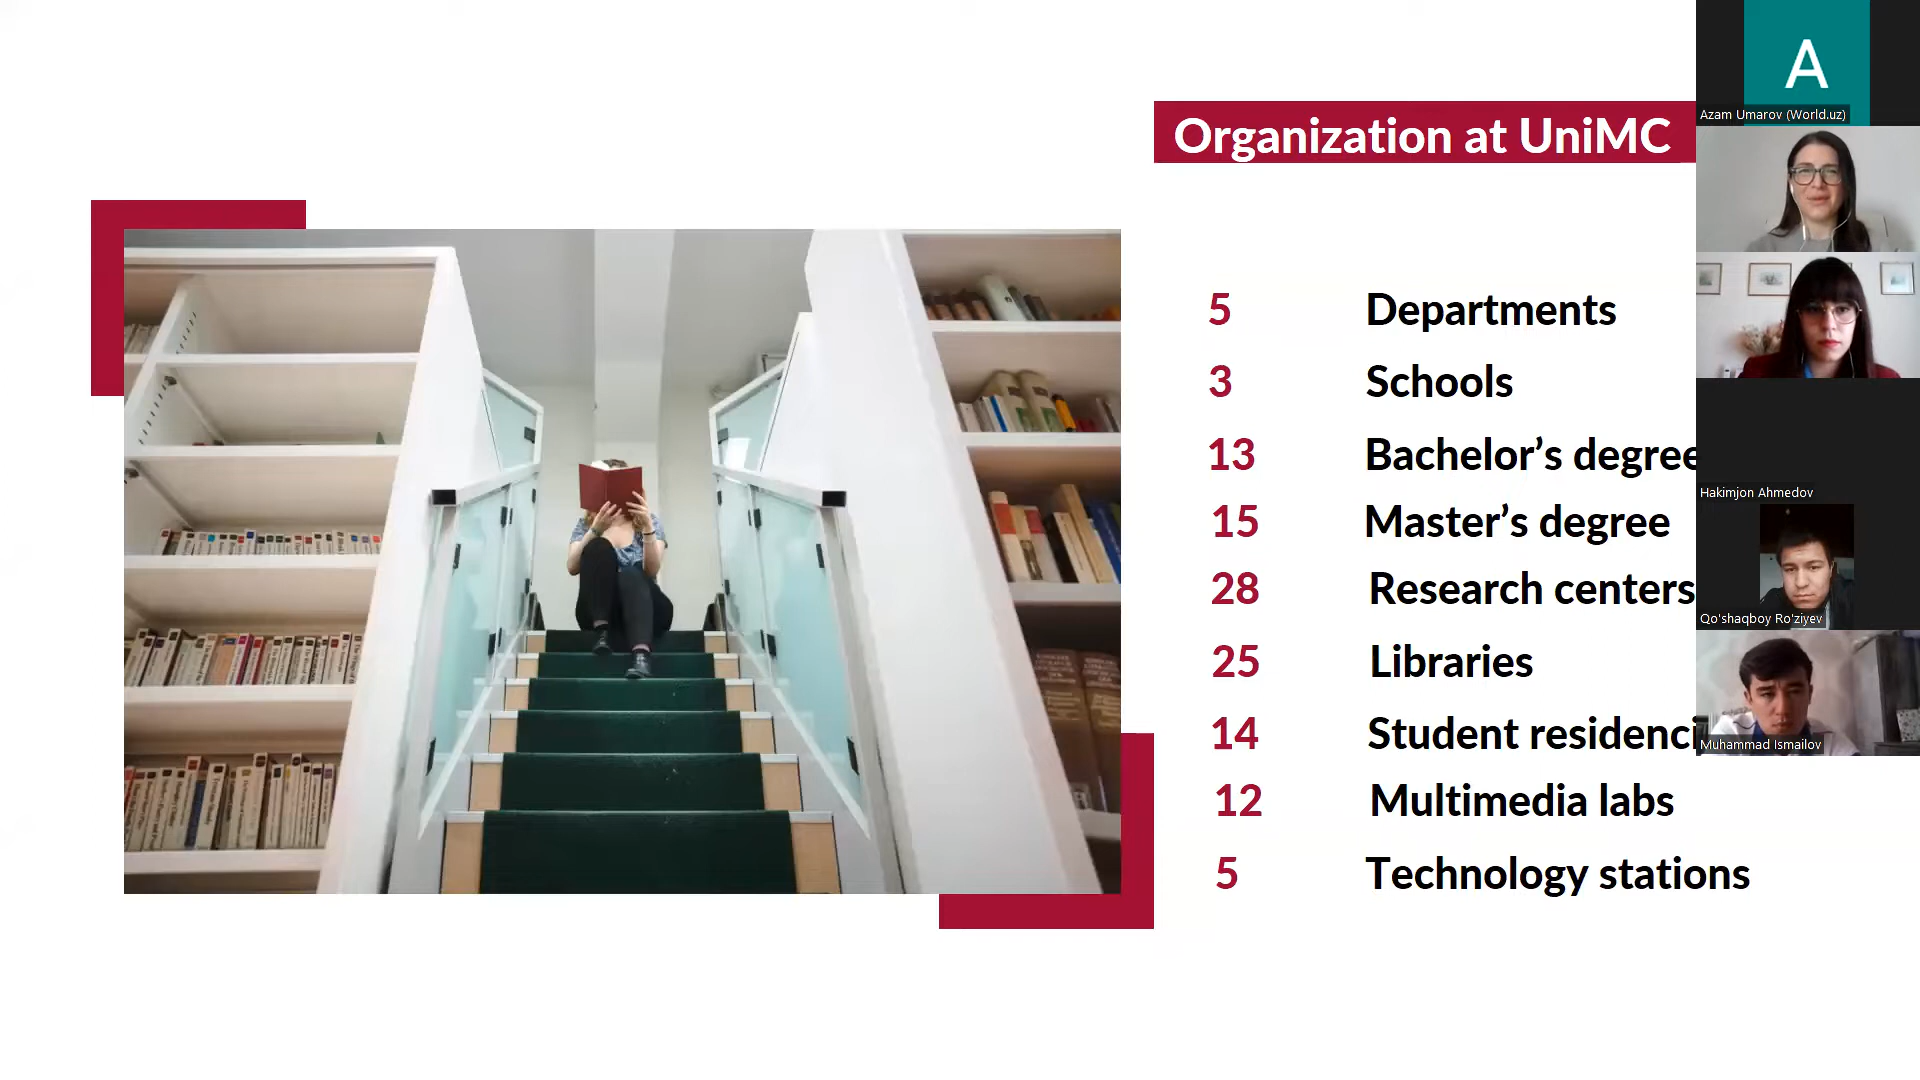 Organization at UniMC
5 Departments
3 Schools
13 Bachelor’s degree
15 Master’s degree
28 Research centers
25 Libraries
14 Student residenci
12 Multimedia labs
5 Technology stations
A
Azam Umarov (World.uz)
Hakimjon Ahmedov
Qo'shaqboy Ro'ziyev
Muhammad Ismailov